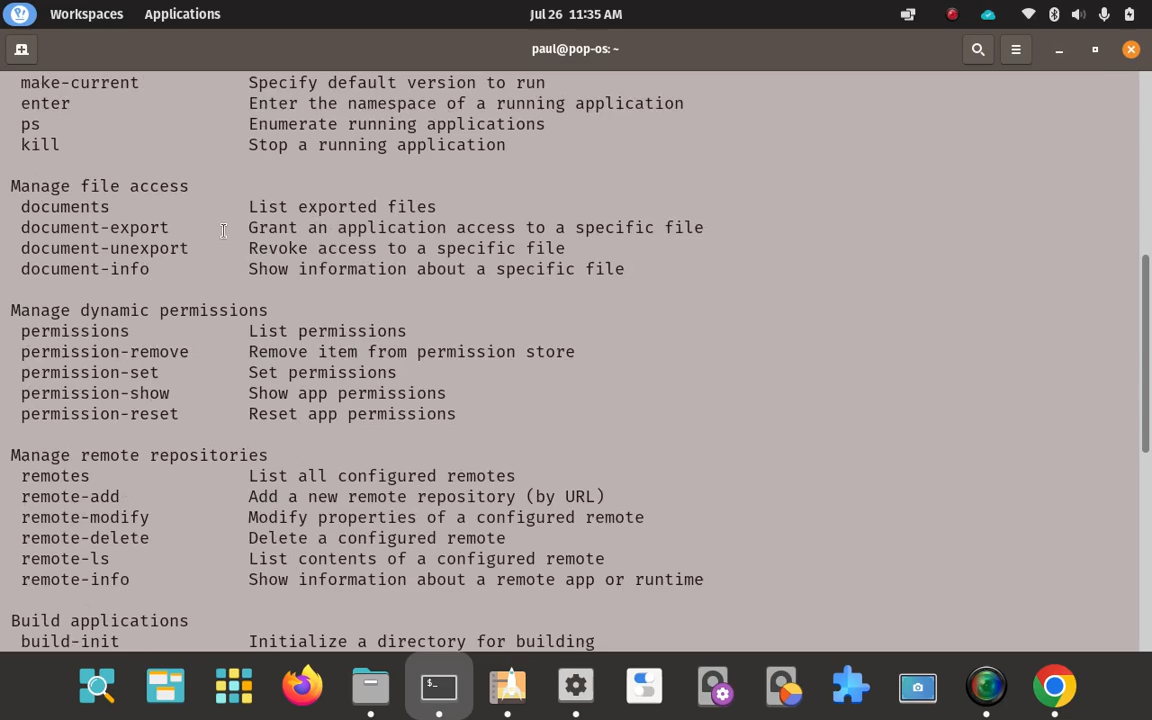 Workspaces Applications Jul 26 11:35 AM
paul@pop-os: ~
make-current Specify default version to run
enter Enter the namespace of a running application
ps Enumerate running applications
kill Stop a running application
Manage file access
documents List exported files
document-export Grant an application access to a specific file
document-unexport Revoke access to a specific file
document-info Show information about a specific file
Manage dynamic permissions
permissions List permissions
permission-remove Remove item from permission store
permission-set Set permissions
permission-show Show app permissions
permission-reset Reset app permissions
Manage remote repositories
remotes List all configured remotes
remote-add Add a new remote repository (by URL)
remote-modify Modify properties of a configured remote
remote-delete Delete a configured remote
remote-ls List contents of a configured remote
remote-info Show information about a remote app or runtime
Build applications
build-init Initialize a directory for building
$_